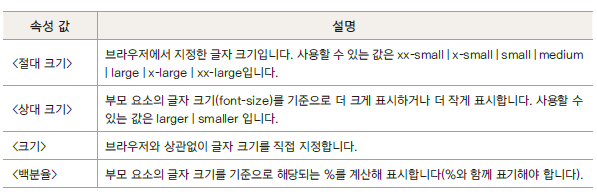 속성 값 설명
<절대 크기> 브라우저에서 지정한 글자 크기입니다. 사용할 수 있는 값은 xx-small | x-small | small | medium
| large | x-large | xx-large입니다.
<상대 크기> 부모 요소의 글자 크기(font-size)를 기준으로 더 크게 표시하거나 더 작게 표시합니다. 사용할 수
있는 값은 larger | smaller 입니다.
<크기> 브라우저와 상관없이 글자 크기를 직접 지정합니다.
<백분율> 부모 요소의 글자 크기를 기준으로 해당되는 %를 계산해 표시합니다(%와 함께 표기해야 합니다).